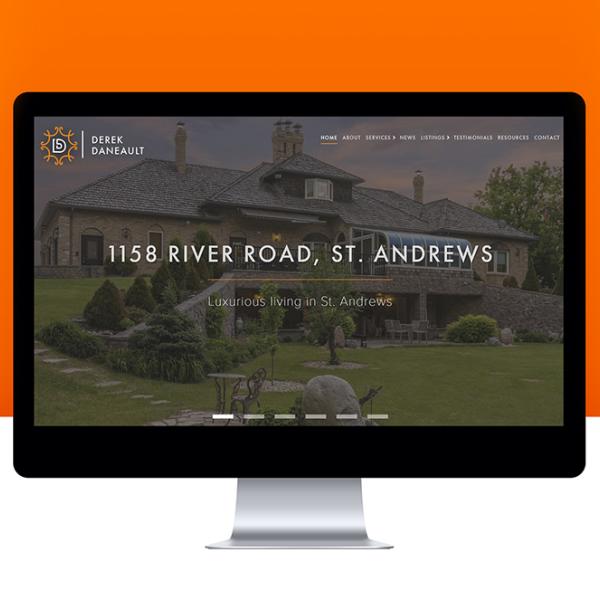 DEREK
DANEAULT
HOME ABOUT SERVICES NEWS LISTINGS TESTIMONIALS RESOURCES CONTACT
1158 RIVER ROAD, ST. ANDREWS
Luxurious living in St. Andrews